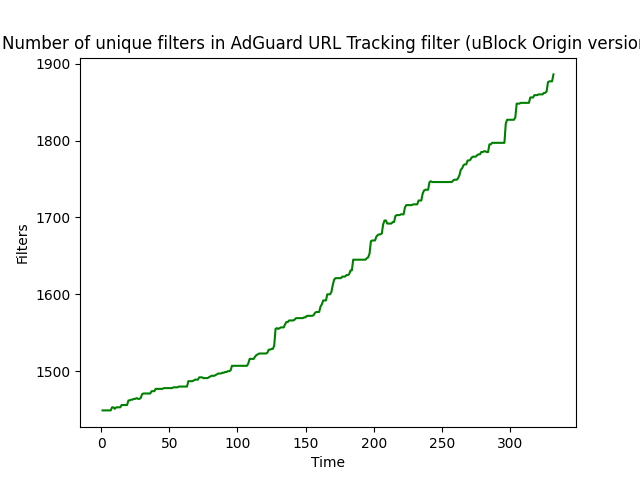 Number of unique filters in AdGuard URL Tracking filter (uBlock Origin version
1900
1800
1700
1600
1500
Filters
0 50 100 150 200 250 300
Time